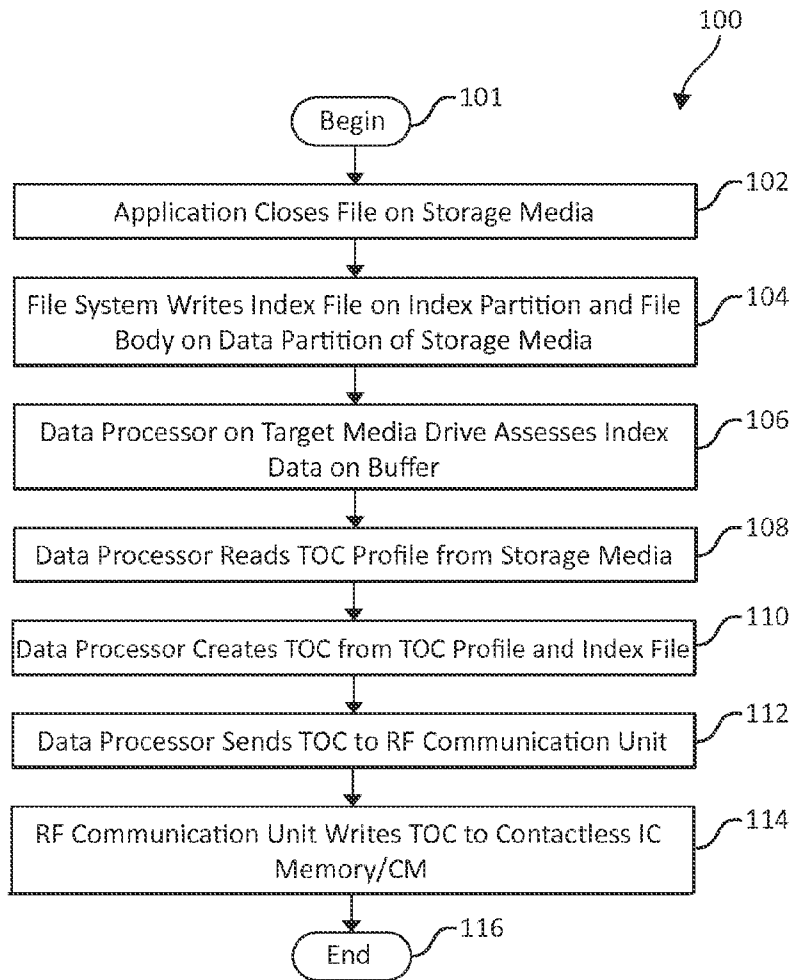 100
Begin
101
Application Closes File on Storage Media
102
File System Writes Index File on Index Partition and File
Body on Data Partition of Storage Media
104
Data Processor on Target Media Drive Assesses Index
Data on Buffer
106
Data Processor Reads TOC Profile from Storage Media
108
Data Processor Creates TOC from TOC Profile and Index File
110
Data Processor Sends TOC to RF Communication Unit
112
RF Communication Unit Writes TOC to Contactless IC
Memory/CM
114
End
116